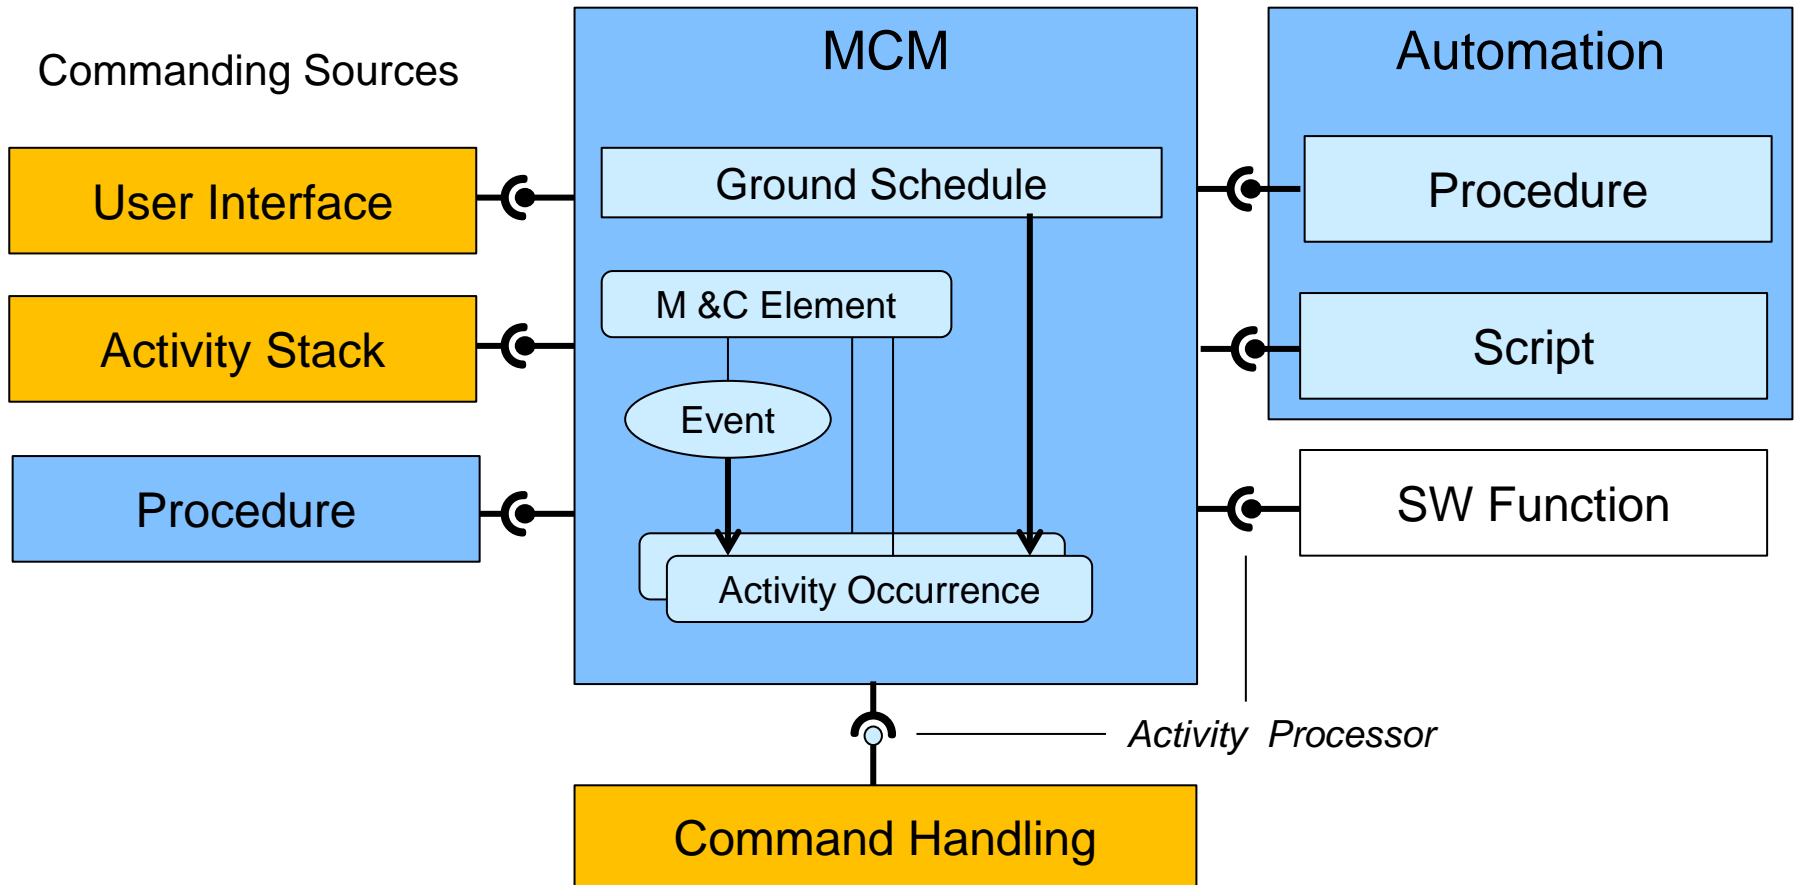 MCM
Automation
Commanding Sources
User Interface
Ground Schedule
Procedure
M &C Element
Activity Stack
Script
Event
Procedure
SW Function
Activity Occurrence
Activity Processor
Command Handling